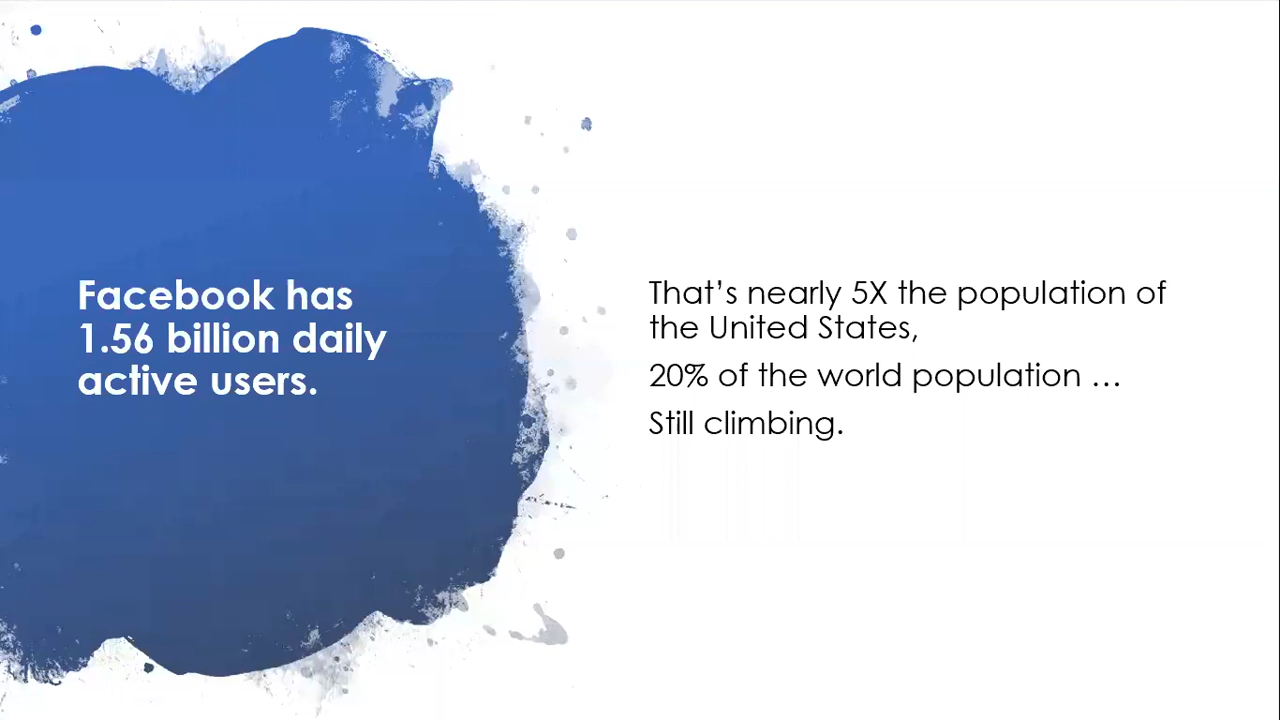 Facebook has
1.56 billion daily
active users.
That’s nearly 5X the population of
the United States,
20% of the world population …
Still climbing.